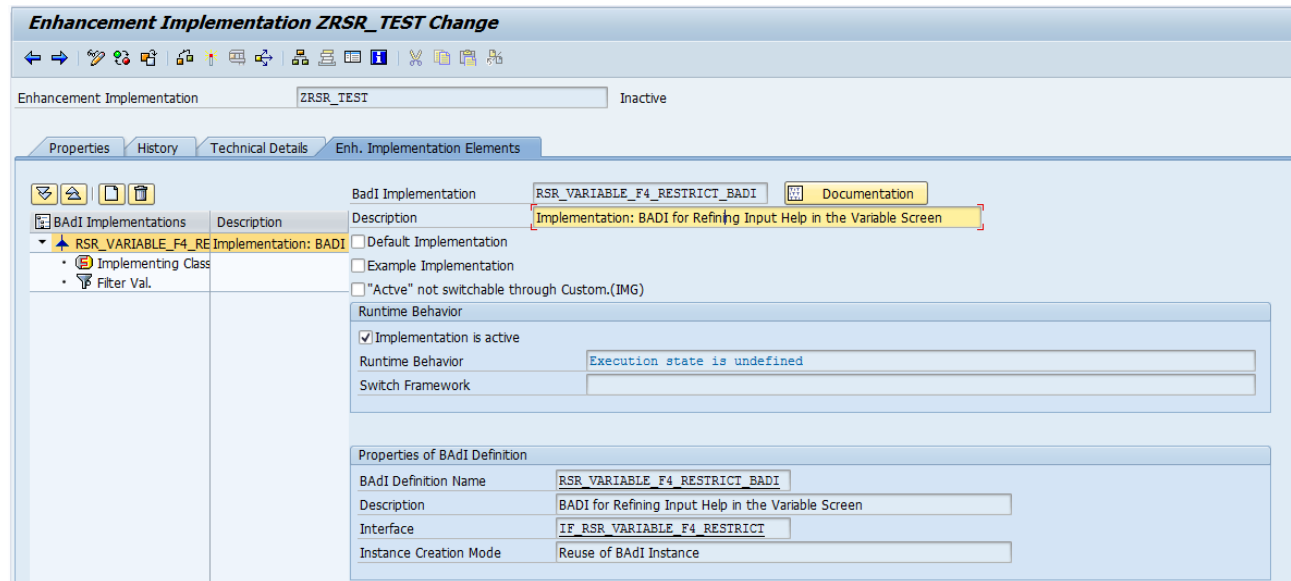 Enhancement Implementation ZRSR_TEST Change
Enhancement Implementation ZRSR_TEST Inactive
Properties History Technical Details Enh. Implementation Elements
BadI Implementation RSR_VARIABLE_F4_RESTRICT_BADI Documentation
BAdI Implementations Description
Description Implementation: BADI for Refining Input Help in the Variable Screen
RSR_VARIABLE_F4_RE Implementation: BADI
Default Implementation
Implementing Class
Example Implementation
Filter Val.
"Actve" not switchable through Custom.(IMG)
Runtime Behavior
Implementation is active
Runtime Behavior Execution state is undefined
Switch Framework
Properties of BAdI Definition
BAdI Definition Name RSR_VARIABLE_F4_RESTRICT_BADI
Description BADI for Refining Input Help in the Variable Screen
Interface IF_RSR_VARIABLE_F4_RESTRICT
Instance Creation Mode Reuse of BAdI Instance